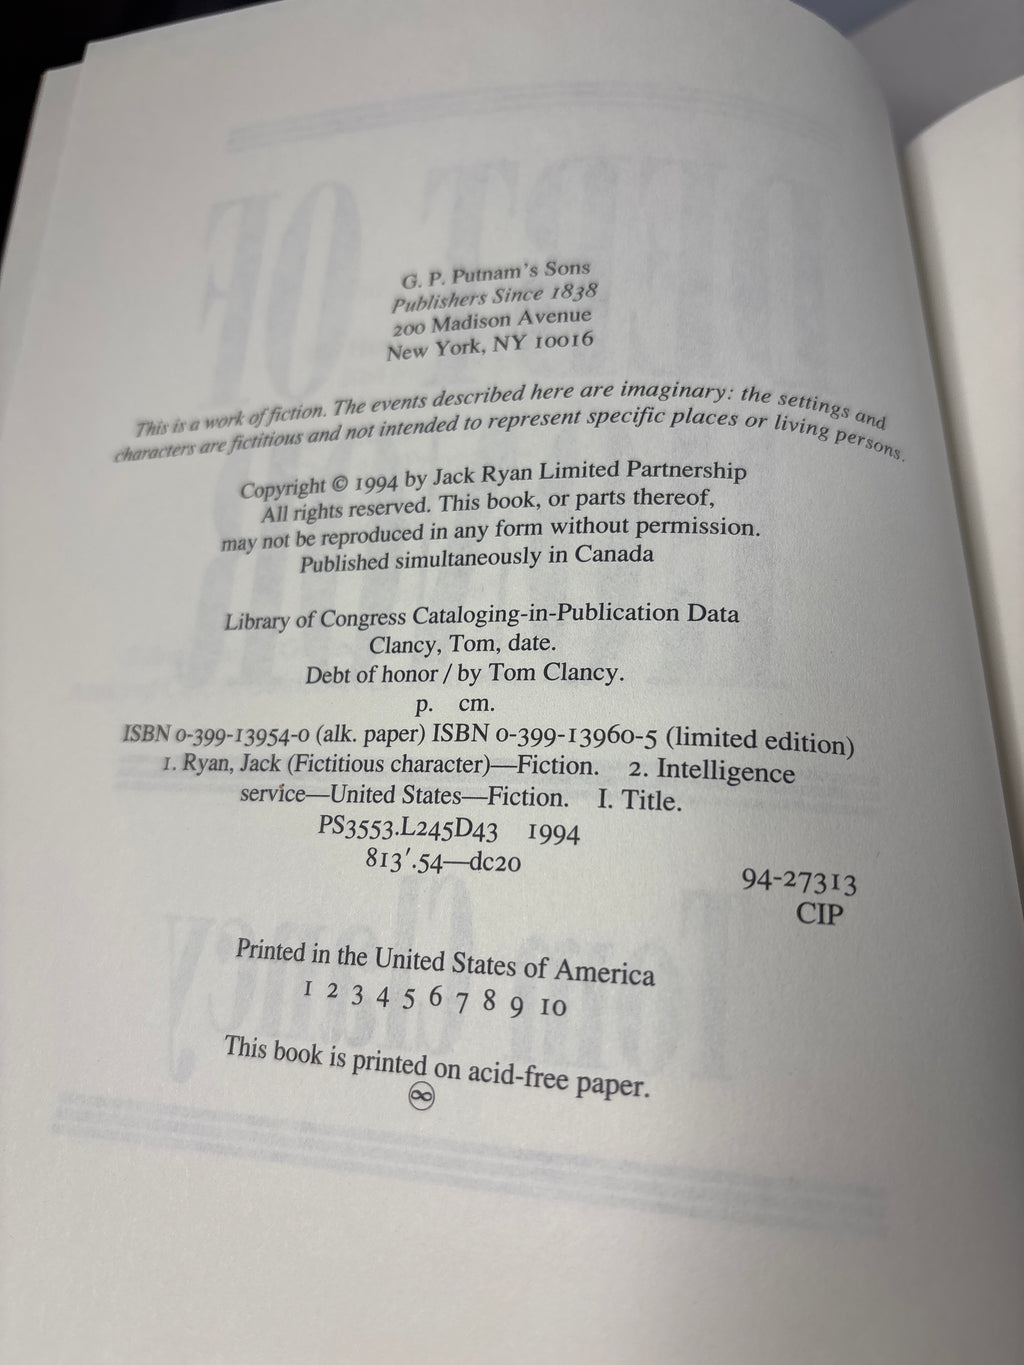 G. P. Putnam's Sons
Publishers Since 1838
200 Madison Avenue
New York, NY 10016
This is a work of fiction. The events described here are imaginary: the settings and
characters are fictitious and not intended to represent specific places or living persons.
Copyright © 1994 by Jack Ryan Limited Partnership
All rights reserved. This book, or parts thereof,
may not be reproduced in any form without permission.
Published simultaneously in Canada
Library of Congress Cataloging-in-Publication Data
Clancy, Tom, date.
Debt of honor / by Tom Clancy.
p. cm.
ISBN 0-399-13954-0 (alk. paper) ISBN 0-399-13960-5 (limited edition)
1. Ryan, Jack (Fictitious character)—Fiction. 2. Intelligence
service—United States—Fiction. I. Title.
PS3553.L245D43 1994
813′.54—dc20
94-27313
CIP
Printed in the United States of America
1 2 3 4 5 6 7 8 9 10
This book is printed on acid-free paper.